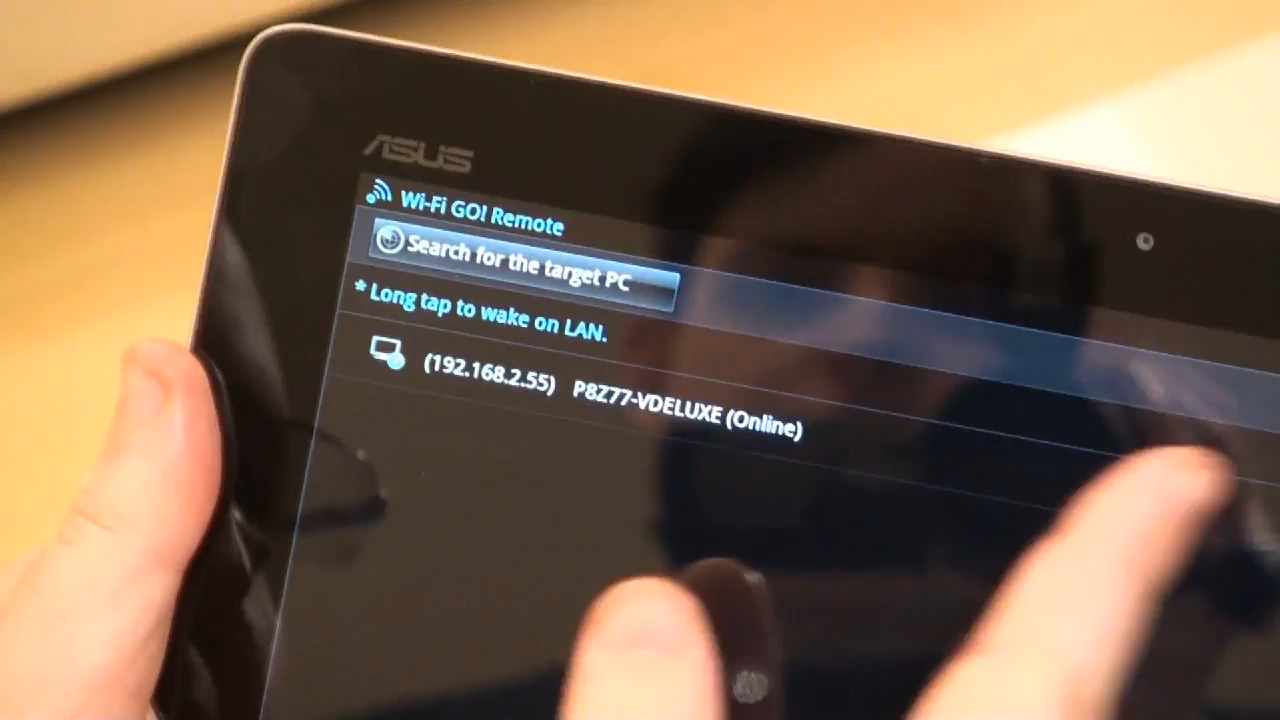 ASUS
Wi-Fi GO! Remote
Search for the target PC
* Long tap to wake on LAN.
(192.168.2.55) P8Z77-VDELUXE (Online)